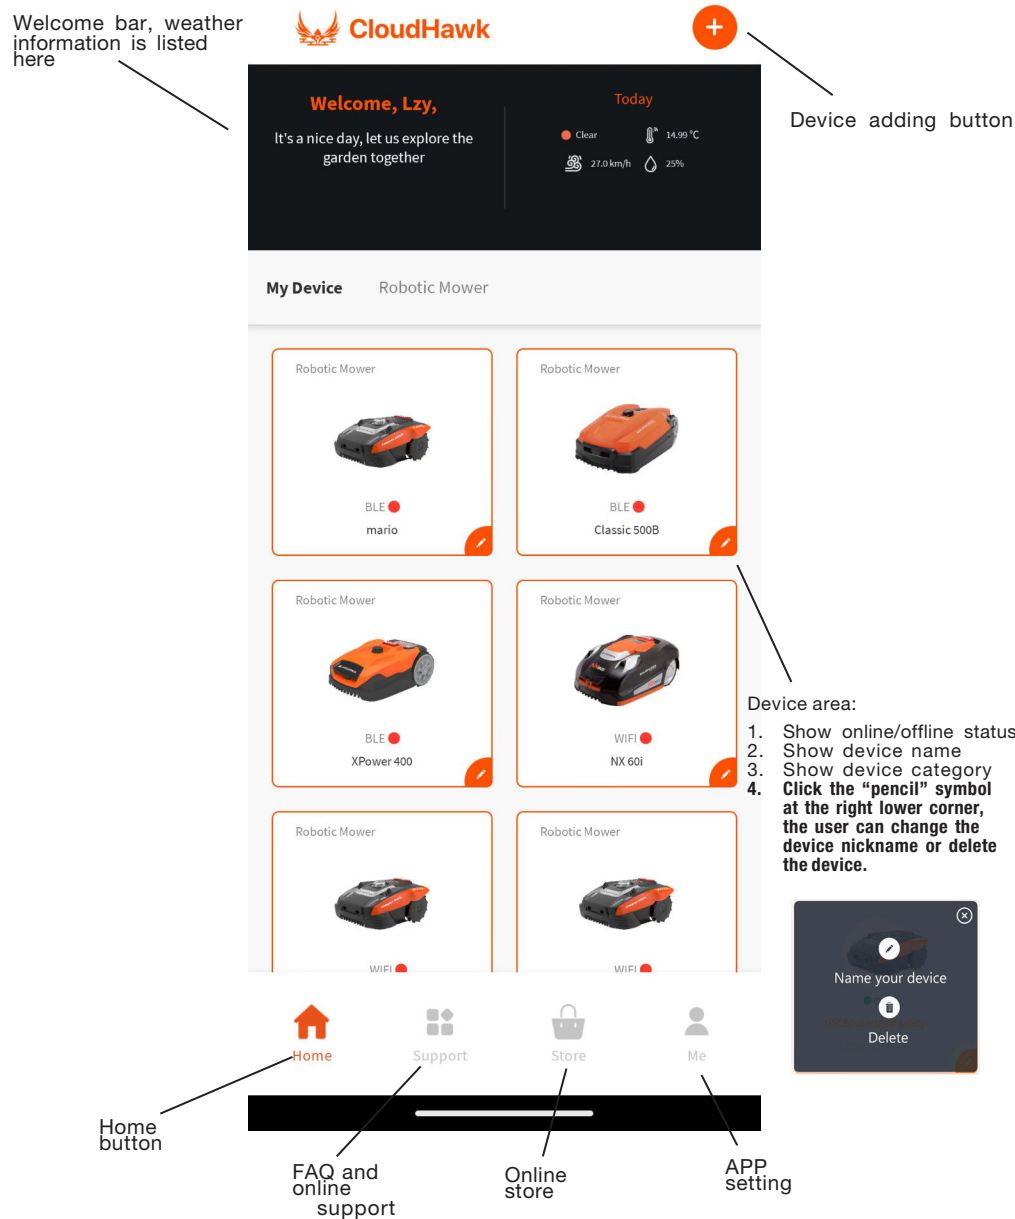 Welcome bar, weather
information is listed
here
CloudHawk
Device adding button
Welcome, Lzy,
It's a nice day, let us explore the
garden together
Today
Clear
14.99 °C
27.0 km/h
25%
My Device
Robotic Mower
Robotic Mower
BLE
mario
Robotic Mower
BLE
Classic 500B
Robotic Mower
BLE
XPower 400
Robotic Mower
WIFI
NX 60i
Device area:
1. Show online/offline status
2. Show device name
3. Show device category
4. Click the “pencil” symbol
at the right lower corner,
the user can change the
device nickname or delete
the device.
Robotic Mower
WIFI
Robotic Mower
WIFI
Name your device
Delete
Home
Support
Store
Me
Home
button
FAQ and
online
support
Online
store
APP
setting